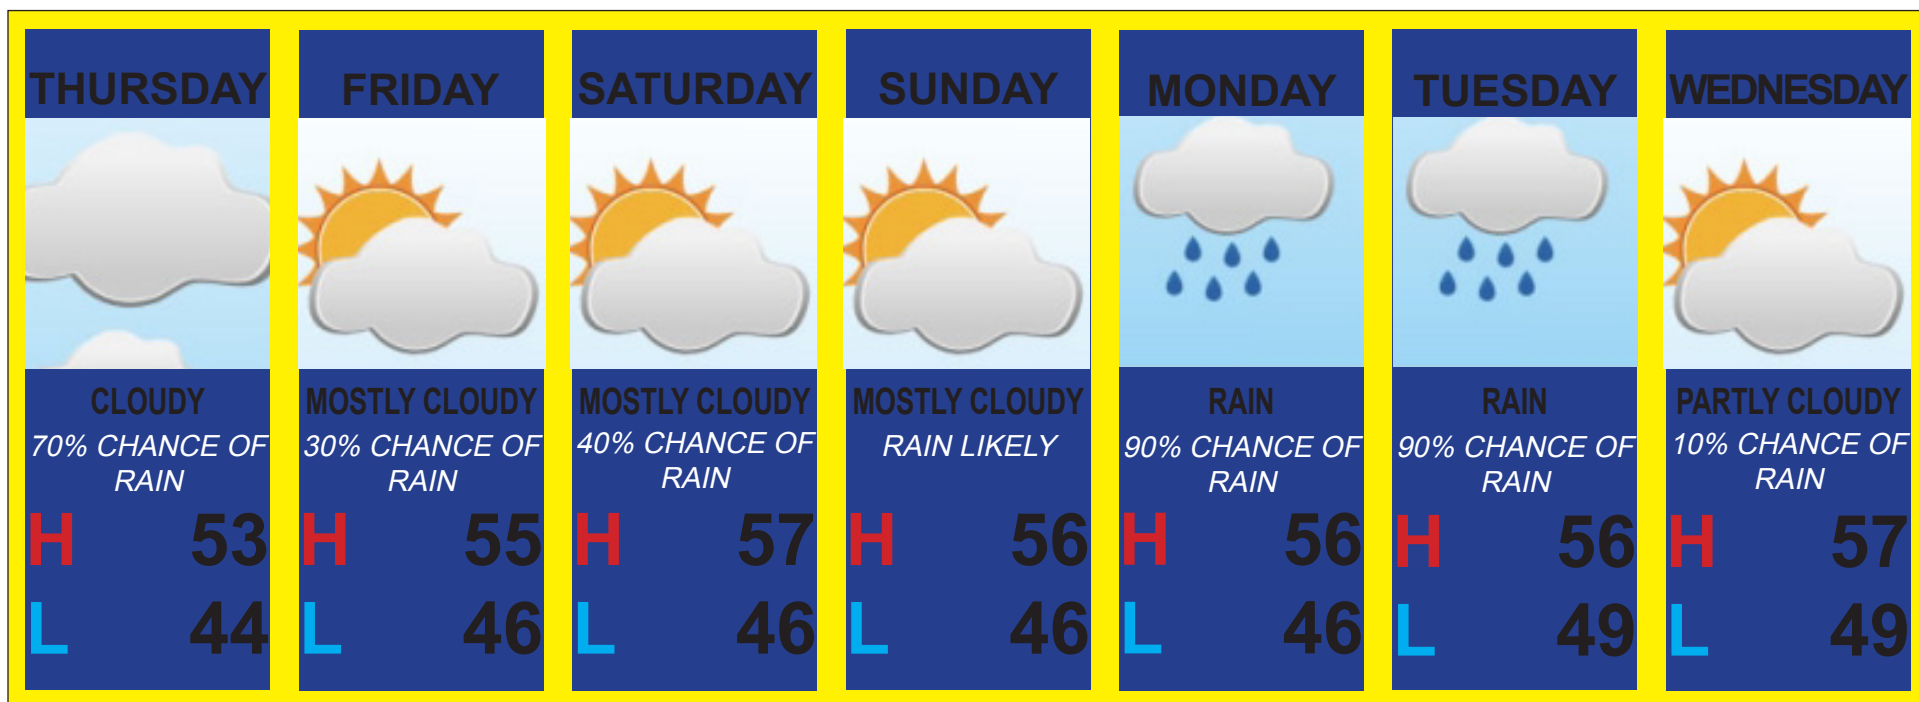 THURSDAY
CLOUDY
70% CHANCE OF
RAIN
H 53
L 44
FRIDAY
MOSTLY CLOUDY
30% CHANCE OF
RAIN
H 55
L 46
SATURDAY
MOSTLY CLOUDY
40% CHANCE OF
RAIN
H 57
L 46
SUNDAY
MOSTLY CLOUDY
RAIN LIKELY
H 56
L 46
MONDAY
RAIN
90% CHANCE OF
RAIN
H 56
L 46
TUESDAY
RAIN
90% CHANCE OF
RAIN
H 56
L 49
WEDNESDAY
PARTLY CLOUDY
10% CHANCE OF
RAIN
H 57
L 49